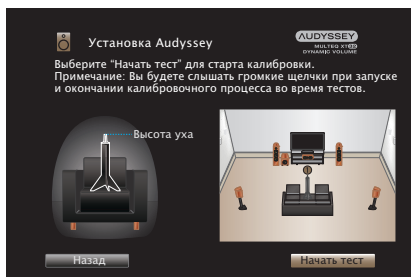 Установка Audyssey
AUDYSSEY
MULTEQ XT32
DYNAMIC VOLUME
Выберите "Начать тест" для старта калибровки.
Примечание: Вы будете слышать громкие щелчки при запуске
и окончании калибровочного процесса во время тестов.
Высота уха
Назад
Начать тест